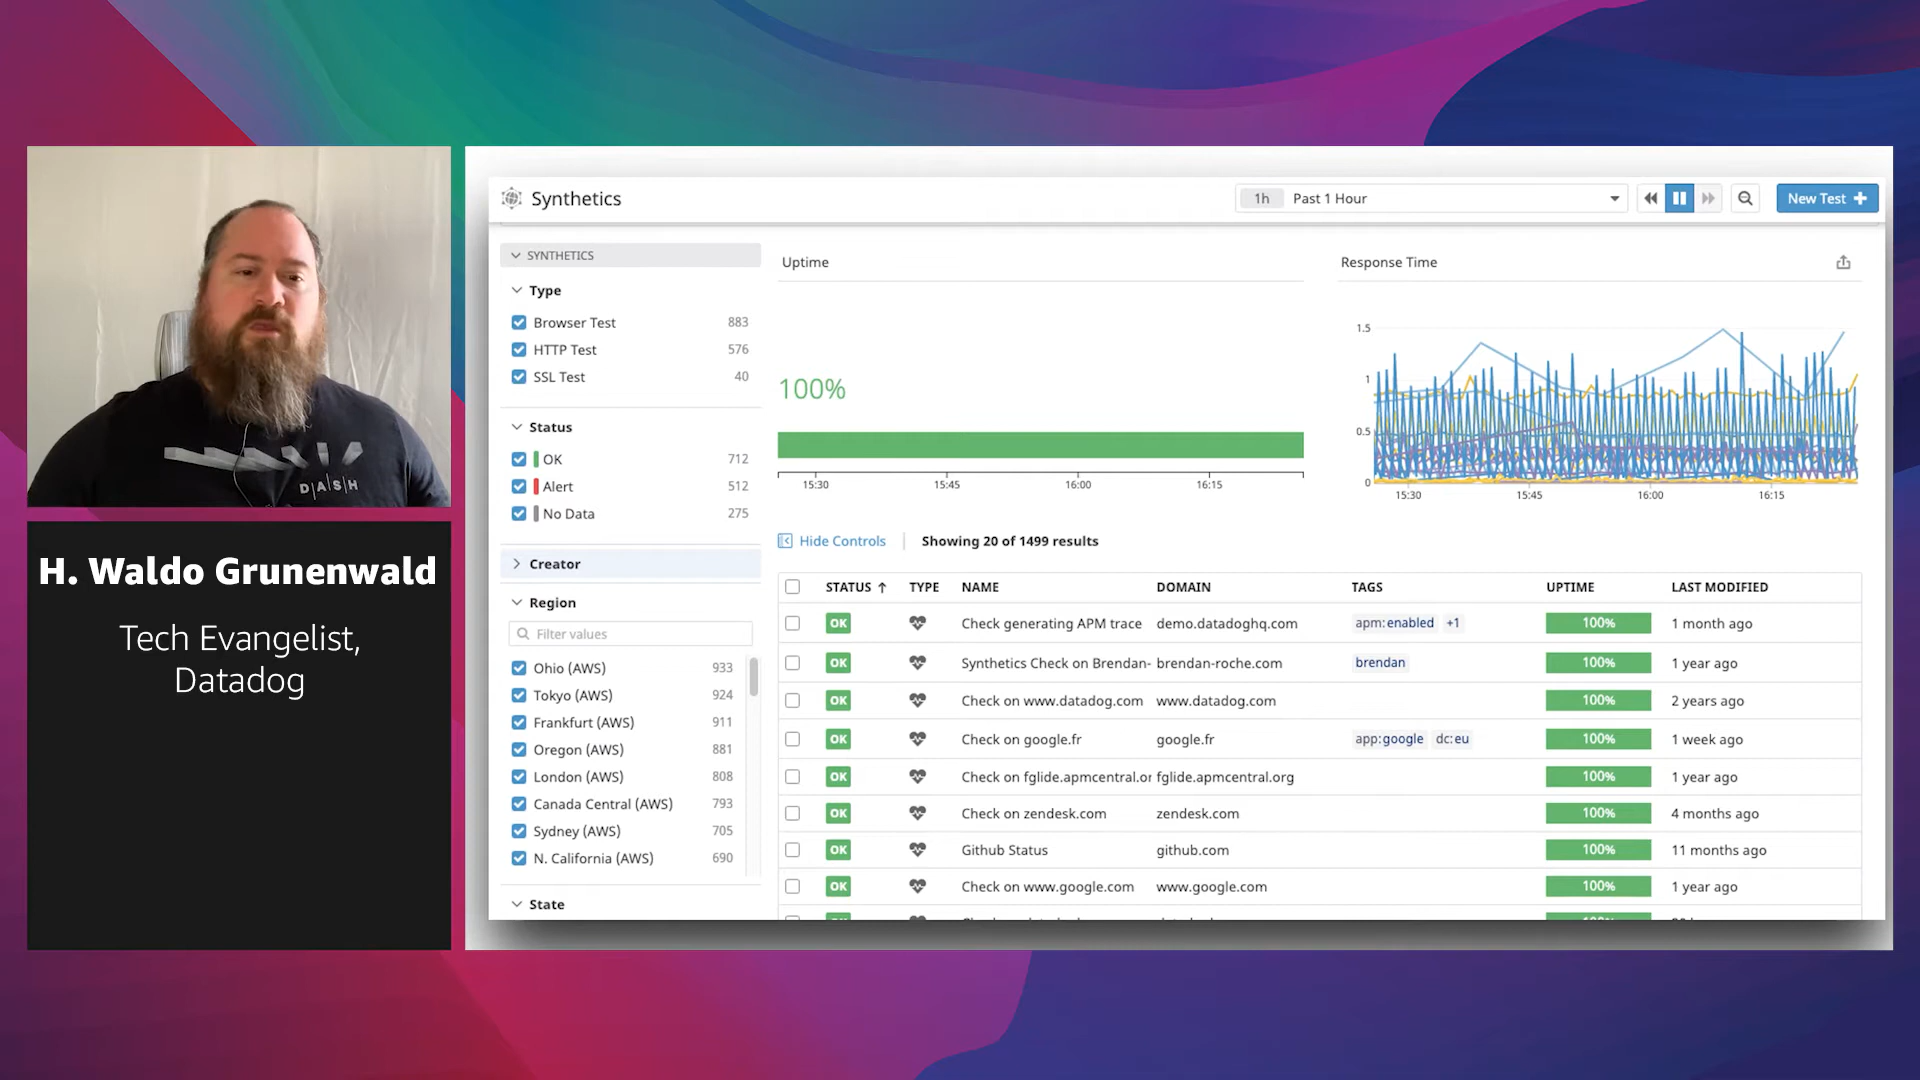 D|A|S|H
H. Waldo Grunenwald
Tech Evangelist,
Datadog
Synthetics
1h Past 1 Hour
New Test +
SYNTHETICS
Type
Browser Test 883
HTTP Test 576
SSL Test 40
Status
OK 712
Alert 512
No Data 275
Creator
Region
Filter values
Ohio (AWS) 933
Tokyo (AWS) 924
Frankfurt (AWS) 911
Oregon (AWS) 881
London (AWS) 808
Canada Central (AWS) 793
Sydney (AWS) 705
N. California (AWS) 690
State
Uptime
100%
15:30 15:45 16:00 16:15
Response Time
1.5
1
0.5
0
15:30 15:45 16:00 16:15
Hide Controls Showing 20 of 1499 results
STATUS TYPE NAME DOMAIN TAGS UPTIME LAST MODIFIED
OK Check generating APM trace demo.datadoghq.com apm:enabled +1 100% 1 month ago
OK Synthetics Check on Brendan- brendan-roche.com brendan 100% 1 year ago
OK Check on www.datadog.com www.datadog.com 100% 2 years ago
OK Check on google.fr google.fr app:google dc:eu 100% 1 week ago
OK Check on fglide.apmcentral.or fglide.apmcentral.org 100% 1 year ago
OK Check on zendesk.com zendesk.com 100% 4 months ago
OK Github Status github.com 100% 11 months ago
OK Check on www.google.com www.google.com 100% 1 year ago